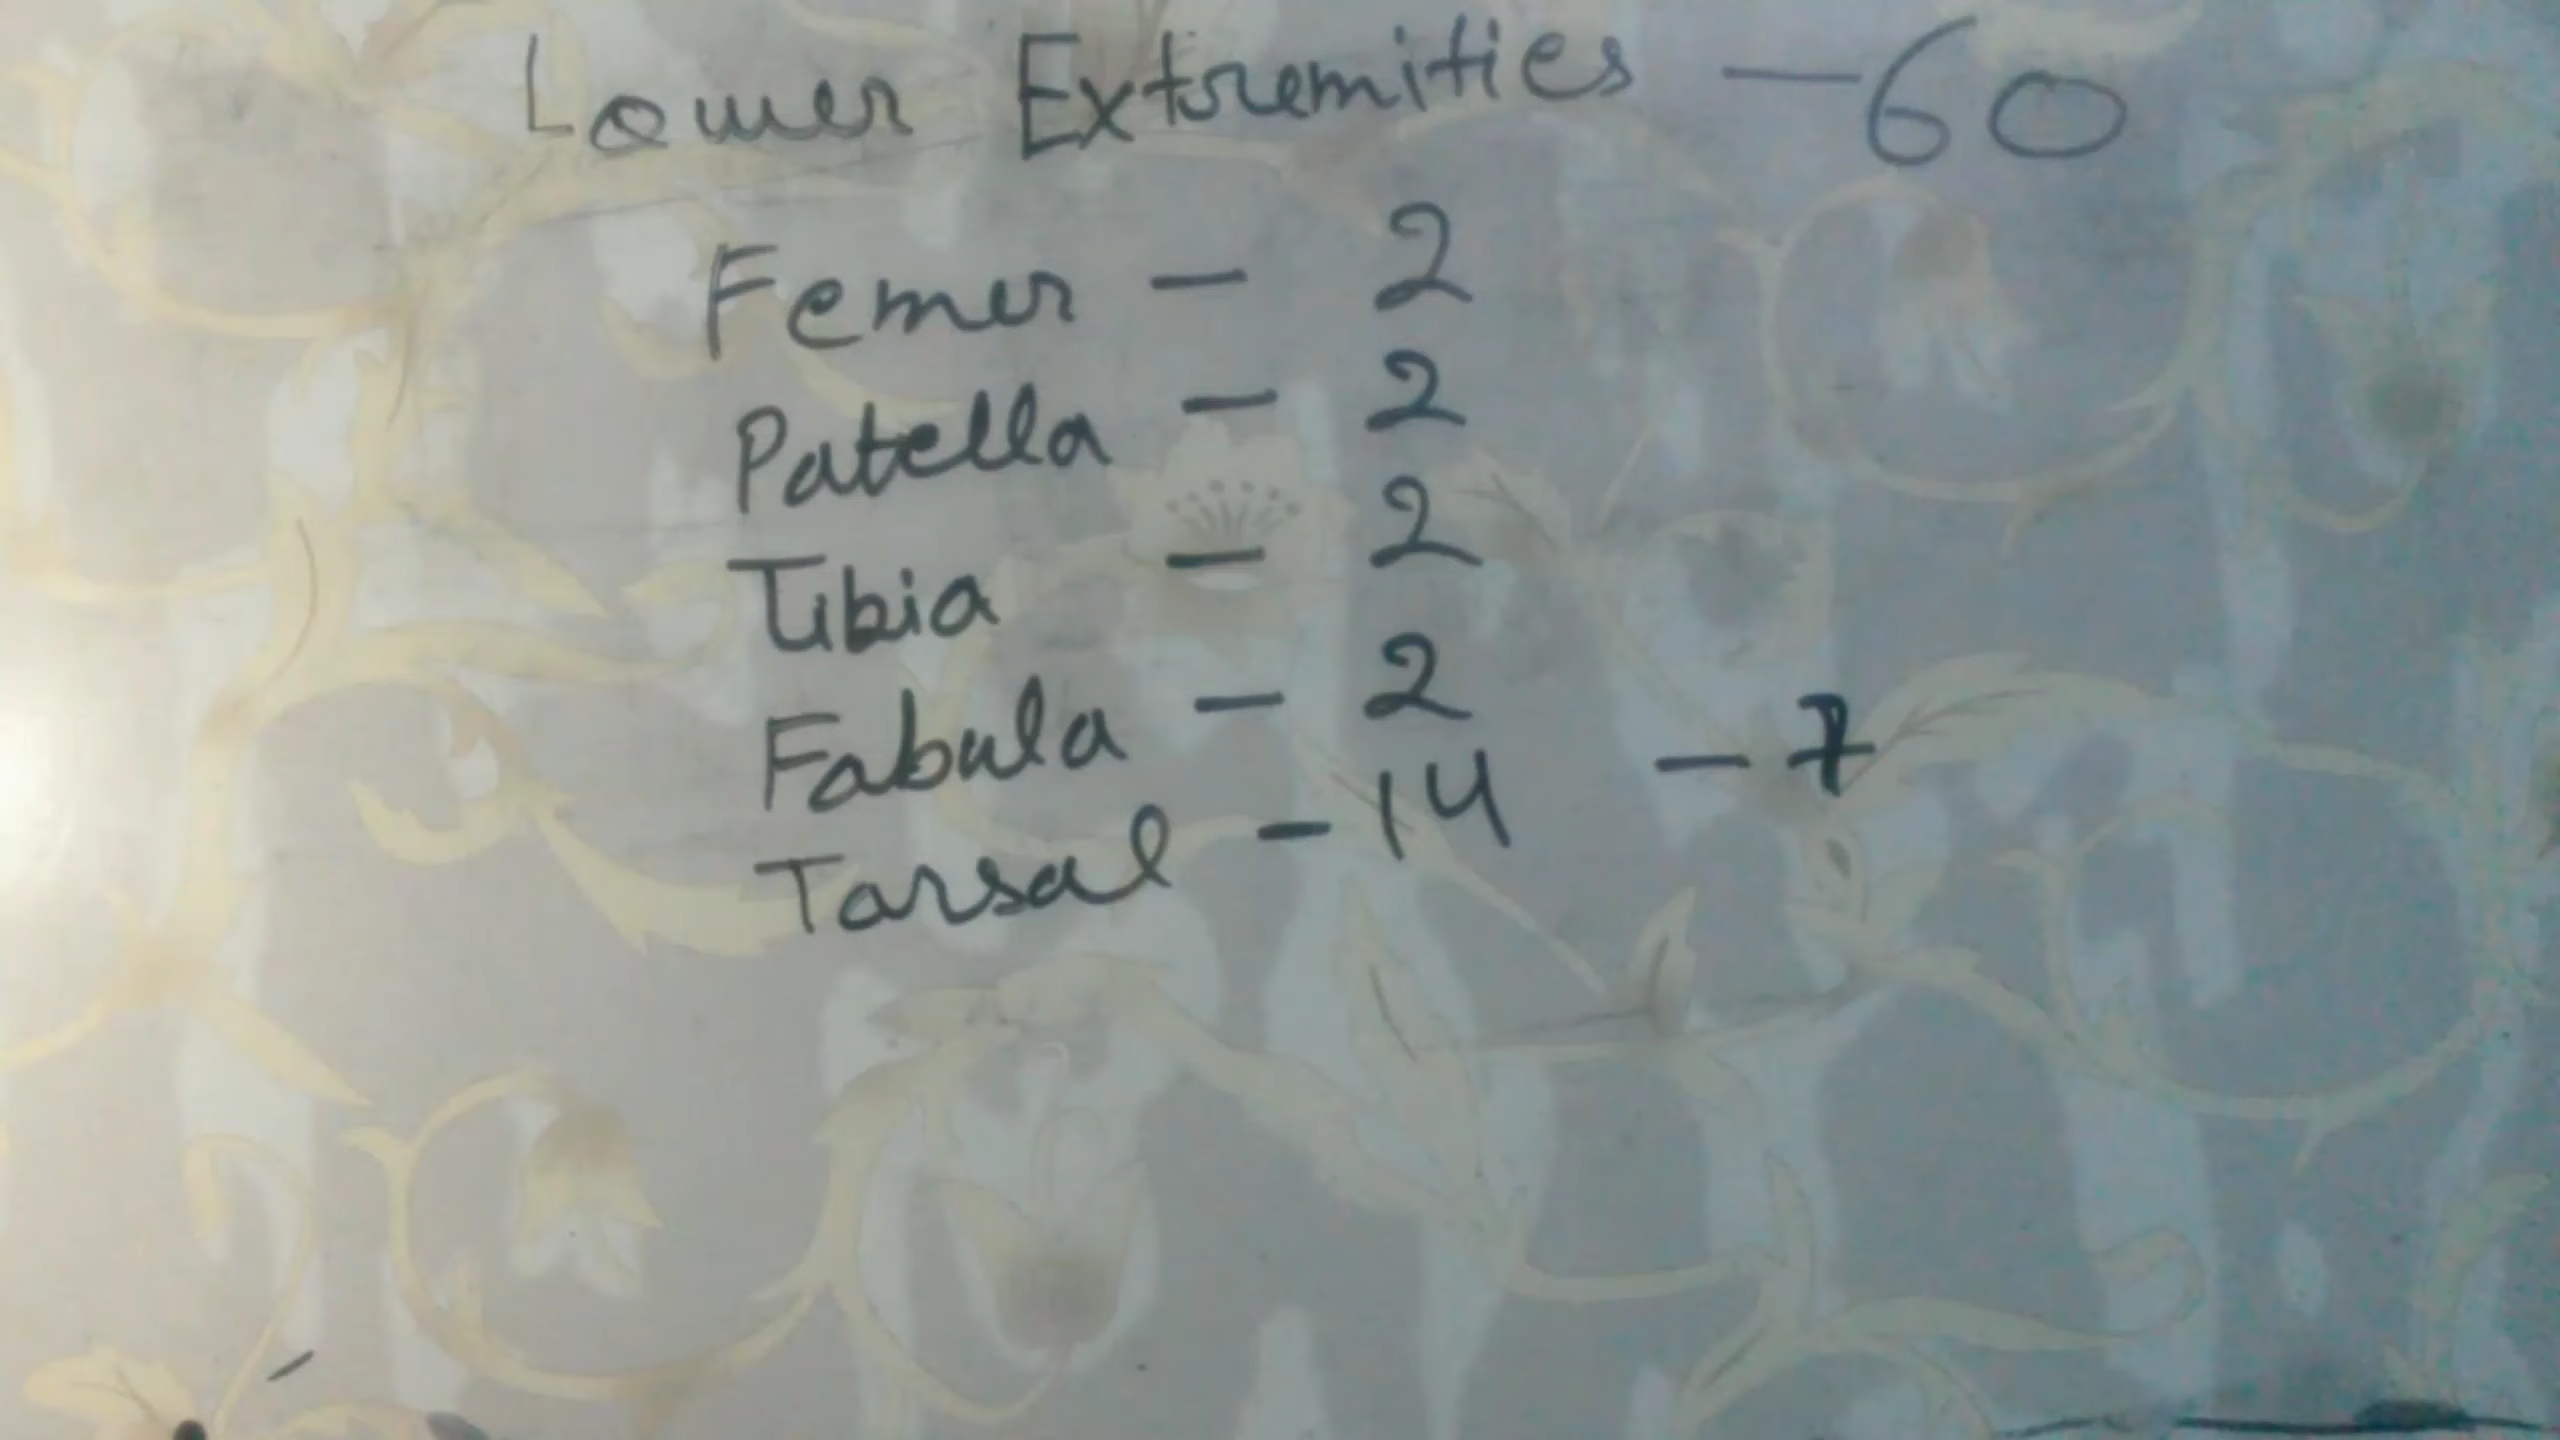 Lower Extremities - 60
Femur - 2
Patella - 2
Tibia - 2
Fabula - 2
Tarsal - 14 - 7